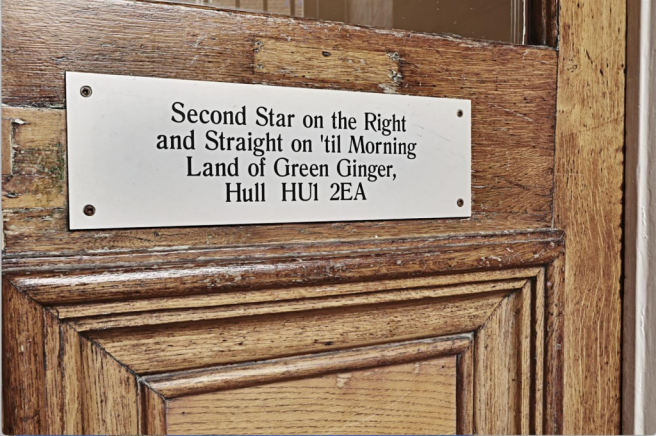 Second Star on the Right
and Straight on 'til Morning
Land of Green Ginger,
Hull HU1 2EA